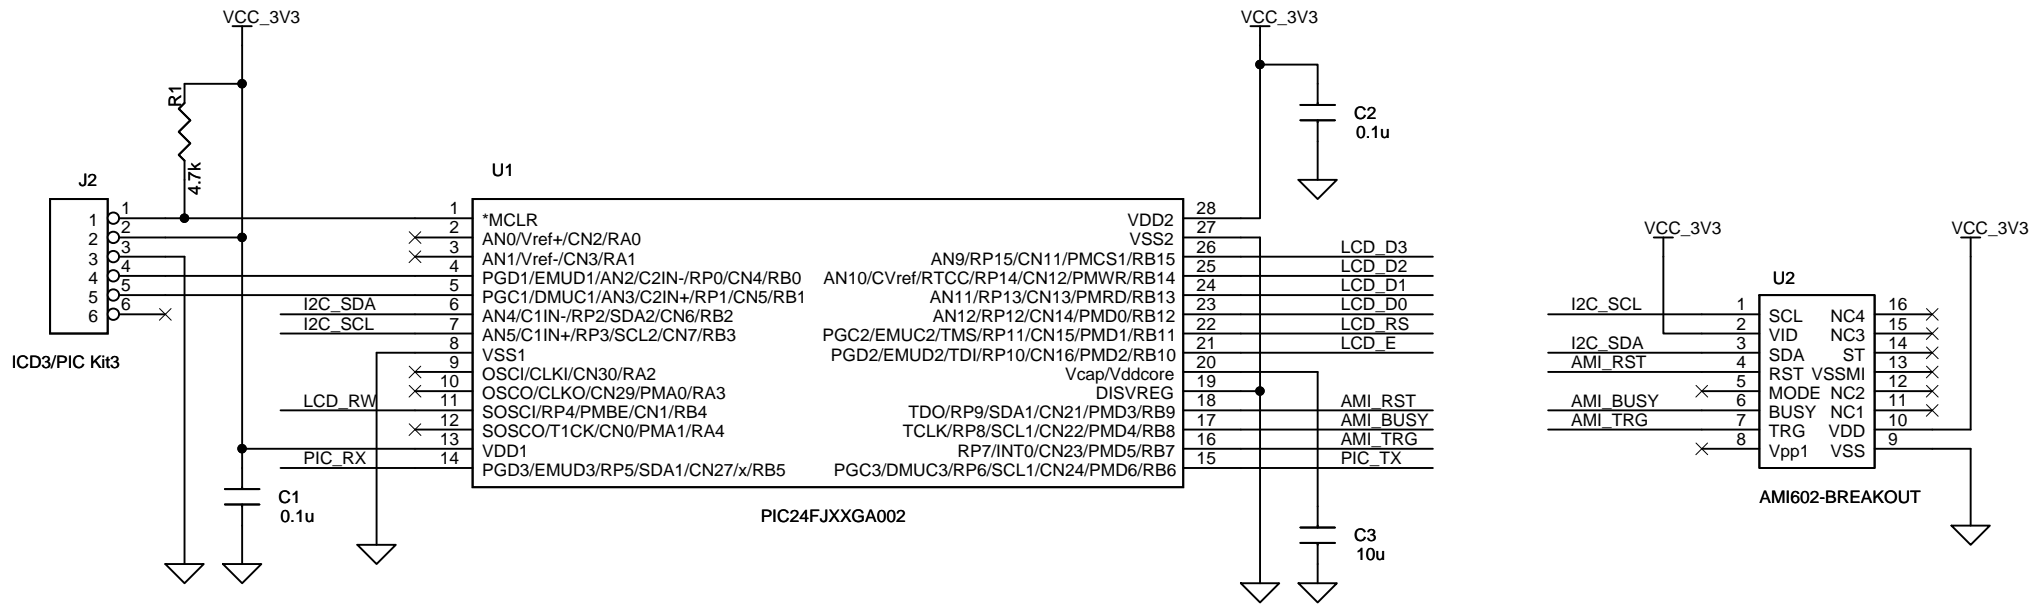 VCC_3V3
VCC_3V3
R1
4.7k
C2
0.1u
J2
1
2
3
4
5
6
1
2
3
4
5
6
ICD3/PIC Kit3
U1
1
2
3
4
5
6
7
8
9
10
11
12
13
14
I2C_SDA
I2C_SCL
LCD_RW
PIC_RX
*MCLR
AN0/Vref+/CN2/RA0
AN1/Vref-/CN3/RA1
PGD1/EMUD1/AN2/C2IN-/RP0/CN4/RB0
PGC1/DMUC1/AN3/C2IN+/RP1/CN5/RB1
AN4/C1IN-/RP2/SDA2/CN6/RB2
AN5/C1IN+/RP3/SCL2/CN7/RB3
VSS1
OSCI/CLKI/CN30/RA2
OSCO/CLKO/CN29/PMA0/RA3
SOSCI/RP4/PMBE/CN1/RB4
SOSCO/T1CK/CN0/PMA1/RA4
VDD1
PGD3/EMUD3/RP5/SDA1/CN27/x/RB5
VDD2
VSS2
AN9/RP15/CN11/PMCS1/RB15
AN10/CVref/RTCC/RP14/CN12/PMWR/RB14
AN11/RP13/CN13/PMRD/RB13
AN12/RP12/CN14/PMD0/RB12
PGC2/EMUC2/TMS/RP11/CN15/PMD1/RB11
PGD2/EMUD2/TDI/RP10/CN16/PMD2/RB10
Vcap/Vddcore
DISVREG
TDO/RP9/SDA1/CN21/PMD3/RB9
TCLK/RP8/SCL1/CN22/PMD4/RB8
RP7/INT0/CN23/PMD5/RB7
PGC3/DMUC3/RP6/SCL1/CN24/PMD6/RB6
28
27
26
25
24
23
22
21
20
19
18
17
16
15
LCD_D3
LCD_D2
LCD_D1
LCD_D0
LCD_RS
LCD_E
AMI_RST
AMI_BUSY
AMI_TRG
PIC_TX
PIC24FJXXGA002
C1
0.1u
C3
10u
VCC_3V3
VCC_3V3
U2
I2C_SCL
I2C_SDA
AMI_RST
AMI_BUSY
AMI_TRG
1
2
3
4
5
6
7
8
SCL
VID
SDA
RST
MODE
BUSY
TRG
Vpp1
NC4
NC3
ST
VSSMI
NC2
NC1
VDD
VSS
16
15
14
13
12
11
10
9
AMI602-BREAKOUT